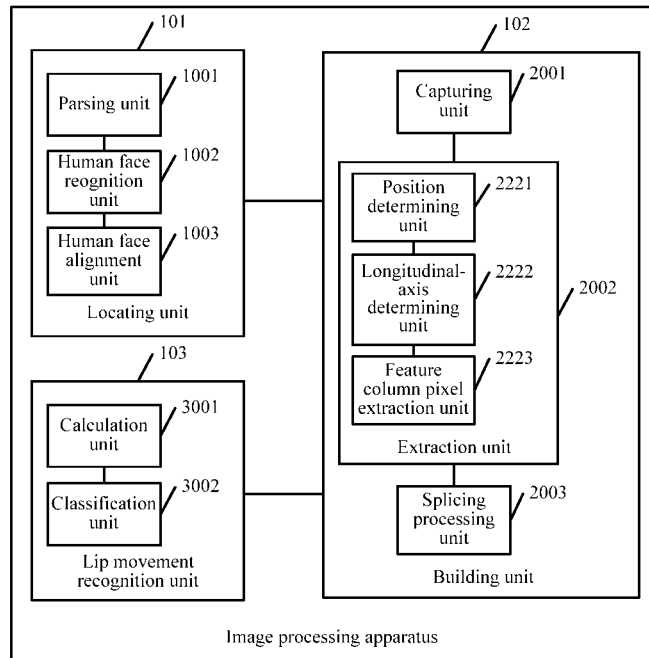 101
1001
Parsing unit
1002
Human face
reognition
unit
1003
Human face
alignment
unit
Locating unit
103
3001
Calculation
unit
3002
Classification
unit
Lip movement
recognition unit
102
2001
Capturing
unit
2221
Position
determining
unit
2222
Longitudinal-
axis
determining
unit
2002
2223
Feature
column pixel
extraction unit
Extraction unit
2003
Splicing
processing
unit
Building unit
Image processing apparatus